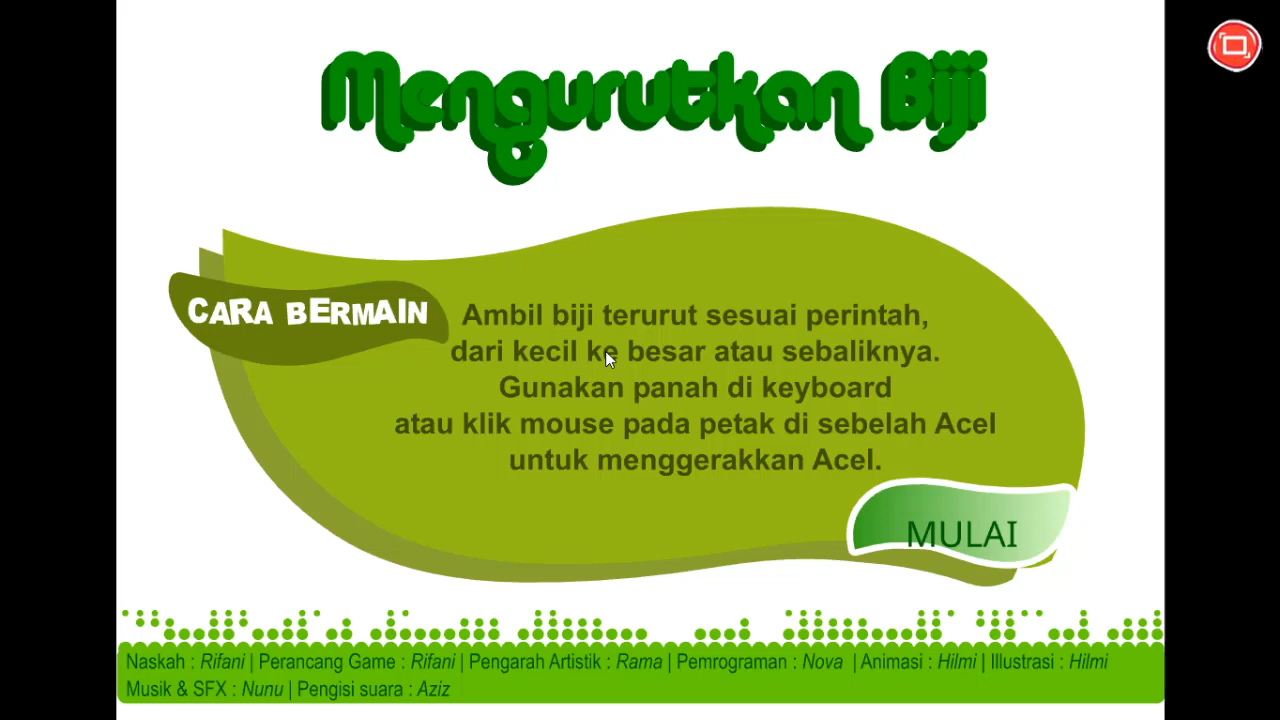 Mengurutkan Biji
CARA BERMAIN
Ambil biji terurut sesuai perintah,
dari kecil ke besar atau sebaliknya.
Gunakan panah di keyboard
atau klik mouse pada petak di sebelah Acel
untuk menggerakkan Acel.
MULAI
Naskah : Rifani | Perancang Game : Rifani | Pengarah Artistik : Rama | Pemrograman : Nova | Animasi : Hilmi | Illustrasi : Hilmi
Musik & SFX : Nunu | Pengisi suara : Aziz